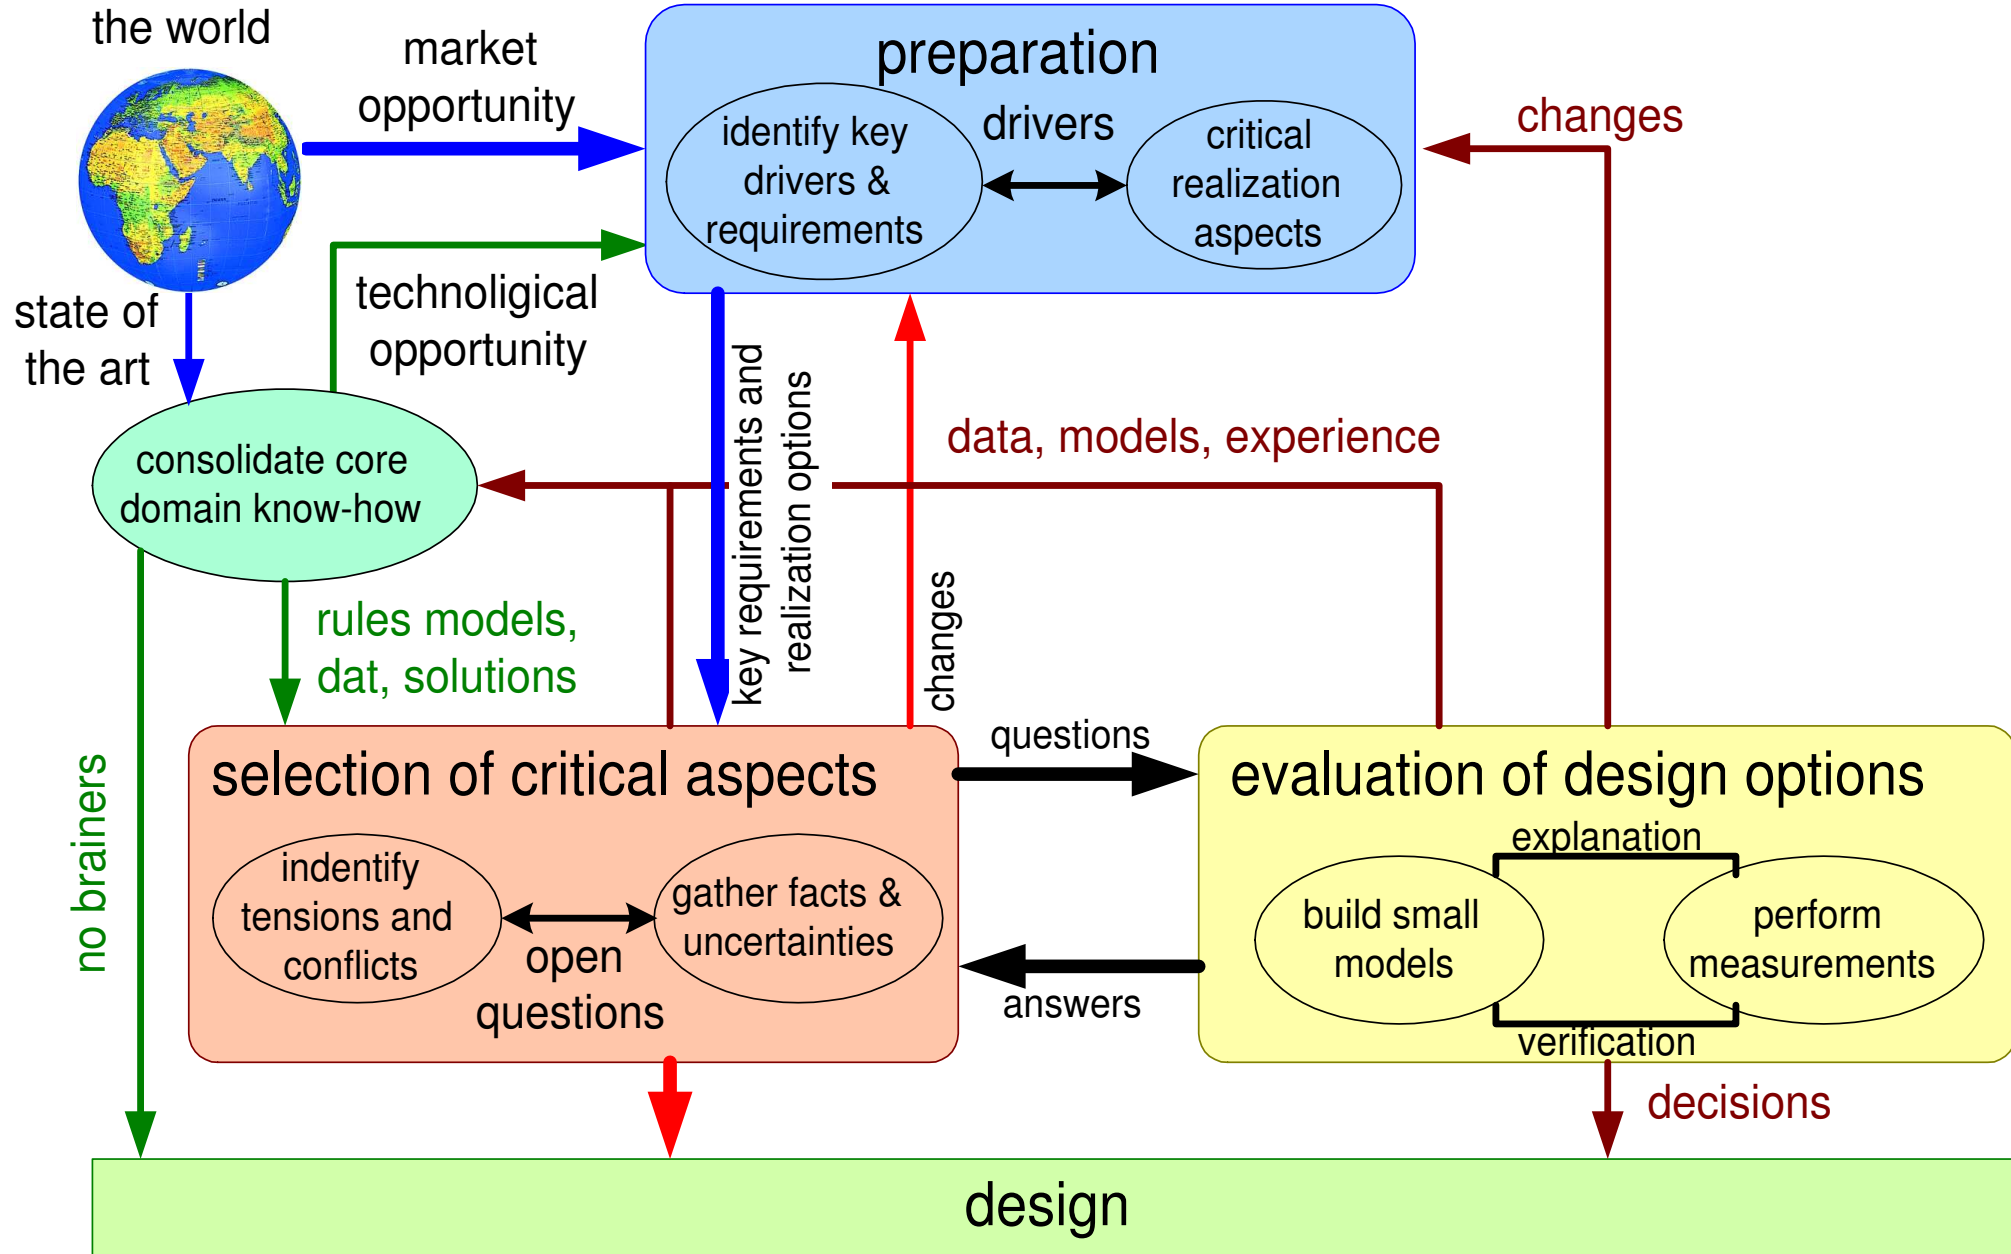 the world
market
opportunity
preparation
identify key
drivers &
requirements
drivers
critical
realization
aspects
changes
state of
the art
technoligical
opportunity
key requirements and
realization options
data, models, experience
consolidate core
domain know-how
rules models,
dat, solutions
changes
no brainers
selection of critical aspects
indentify
tensions and
conflicts
open
questions
gather facts &
uncertainties
questions
answers
evaluation of design options
explanation
build small
models
perform
measurements
verification
decisions
design